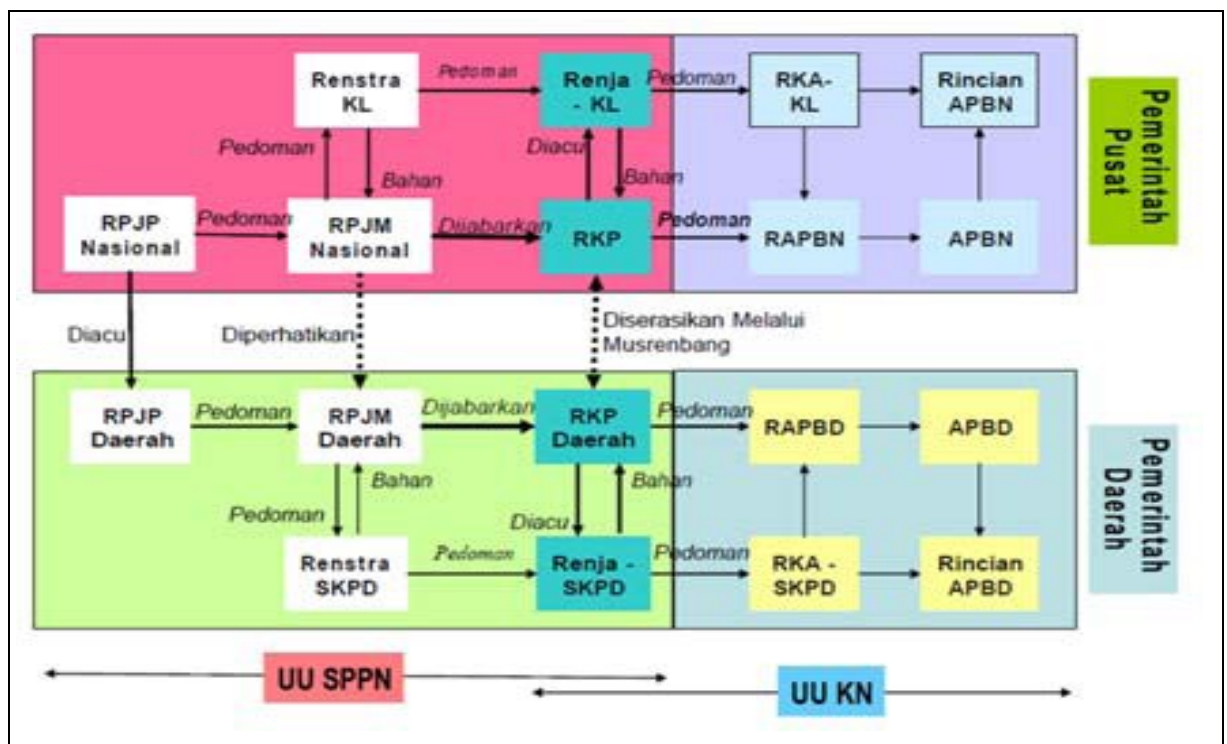 Renstra
KL
Pedoman
Renja
- KL
Pedoman
RKA-
KL
Rincian
APBN
Pemerintah
Pusat
Pedoman
Bahan
Diacu
Bahan
RPJP
Nasional
Pedoman
RPJM
Nasional
Dijabarkan
RKP
Pedoman
RAPBN
APBN
Diacu
Diperhatikan
Diserasikan Melalui
Musrenbang
RPJP
Daerah
Pedoman
RPJM
Daerah
Dijabarkan
RKP
Daerah
Pedoman
RAPBD
APBD
Pemerintah
Daerah
Pedoman
Bahan
Diacu
Bahan
Renstra
SKPD
Pedoman
Renja -
SKPD
Pedoman
RKA -
SKPD
Rincian
APBD
UU SPPN
UU KN